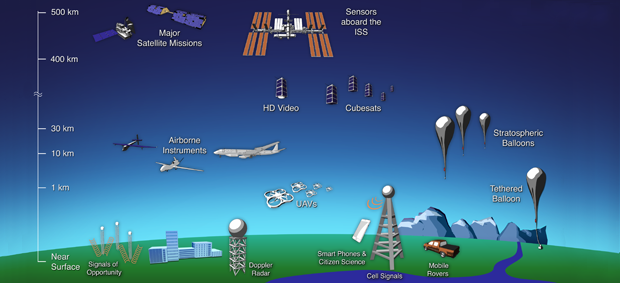 500 km
Major
Satellite Missions
Sensors
aboard the
ISS
400 km
HD Video
Cubesats
30 km
Stratospheric
Balloons
Airborne
Instruments
10 km
1 km
Tethered
Balloon
UAVs
Near
Surface
Signals of
Opportunity
Doppler
Radar
Smart Phones &
Citizen Science
Cell Signals
Mobile
Rovers